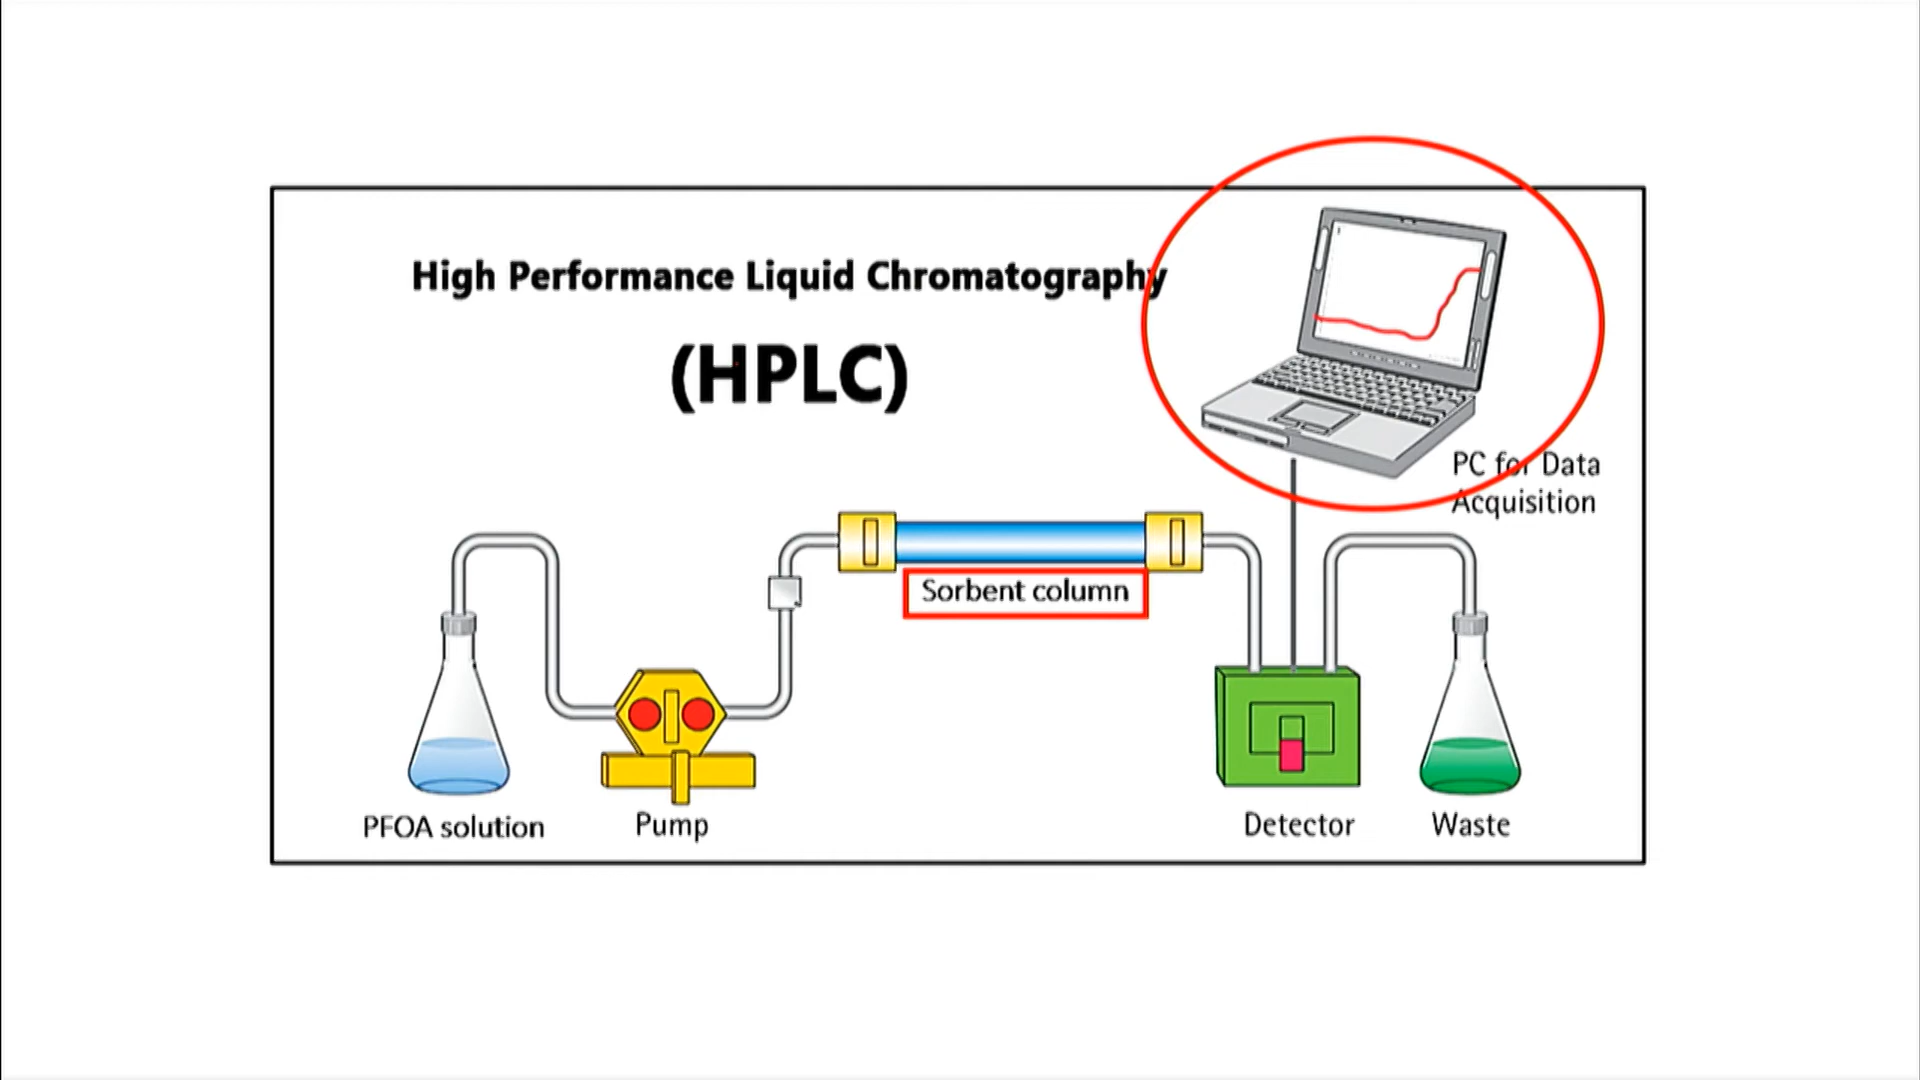 High Performance Liquid Chromatography
(HPLC)
PC for Data
Acquisition
Sorbent column
PFOA solution
Pump
Detector
Waste